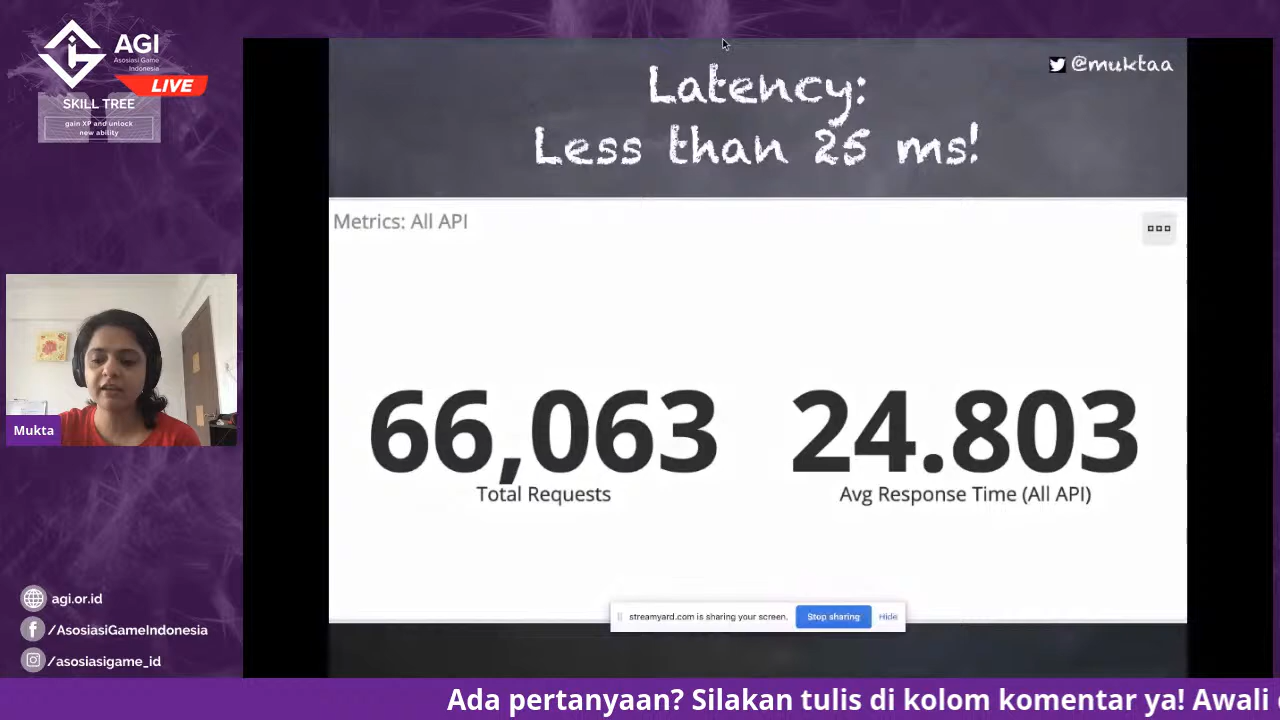 AGI
Asosiasi Game
Indonesia
LIVE
SKILL TREE
gain XP and unlock
new ability
@muktaa
Latency:
Less than 25 ms!
Metrics: All API
66,063
Total Requests
24.803
Avg Response Time (All API)
Mukta
streamyard.com is sharing your screen.
Stop sharing
Hide
agi.or.id
/AsosiasiGameIndonesia
/asosiasigame_id
Ada pertanyaan? Silakan tulis di kolom komentar ya! Awali